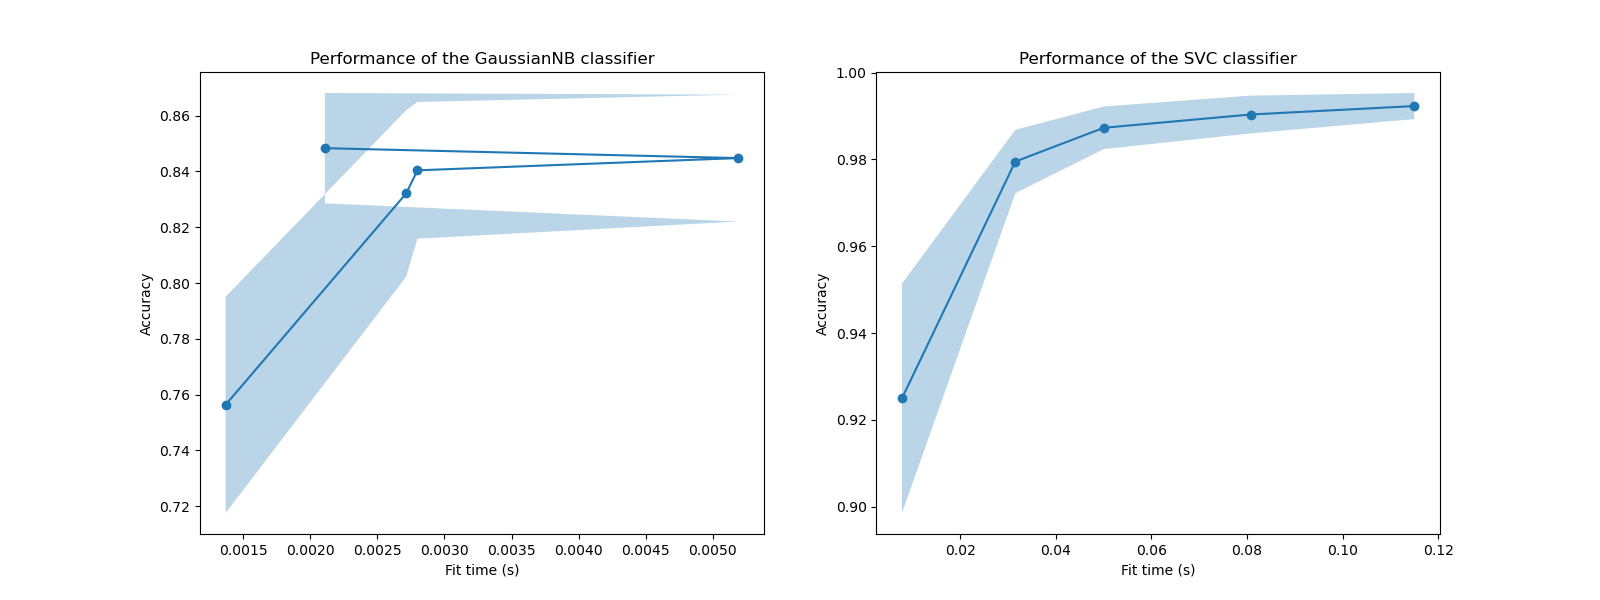 Performance of the GaussianNB classifier
0.86
0.84
0.82
0.80
0.78
0.76
0.74
0.72
Accuracy
0.0015 0.0020 0.0025 0.0030 0.0035 0.0040 0.0045 0.0050
Fit time (s)
Performance of the SVC classifier
1.00
0.98
0.96
0.94
0.92
0.90
Accuracy
0.02 0.04 0.06 0.08 0.10 0.12
Fit time (s)